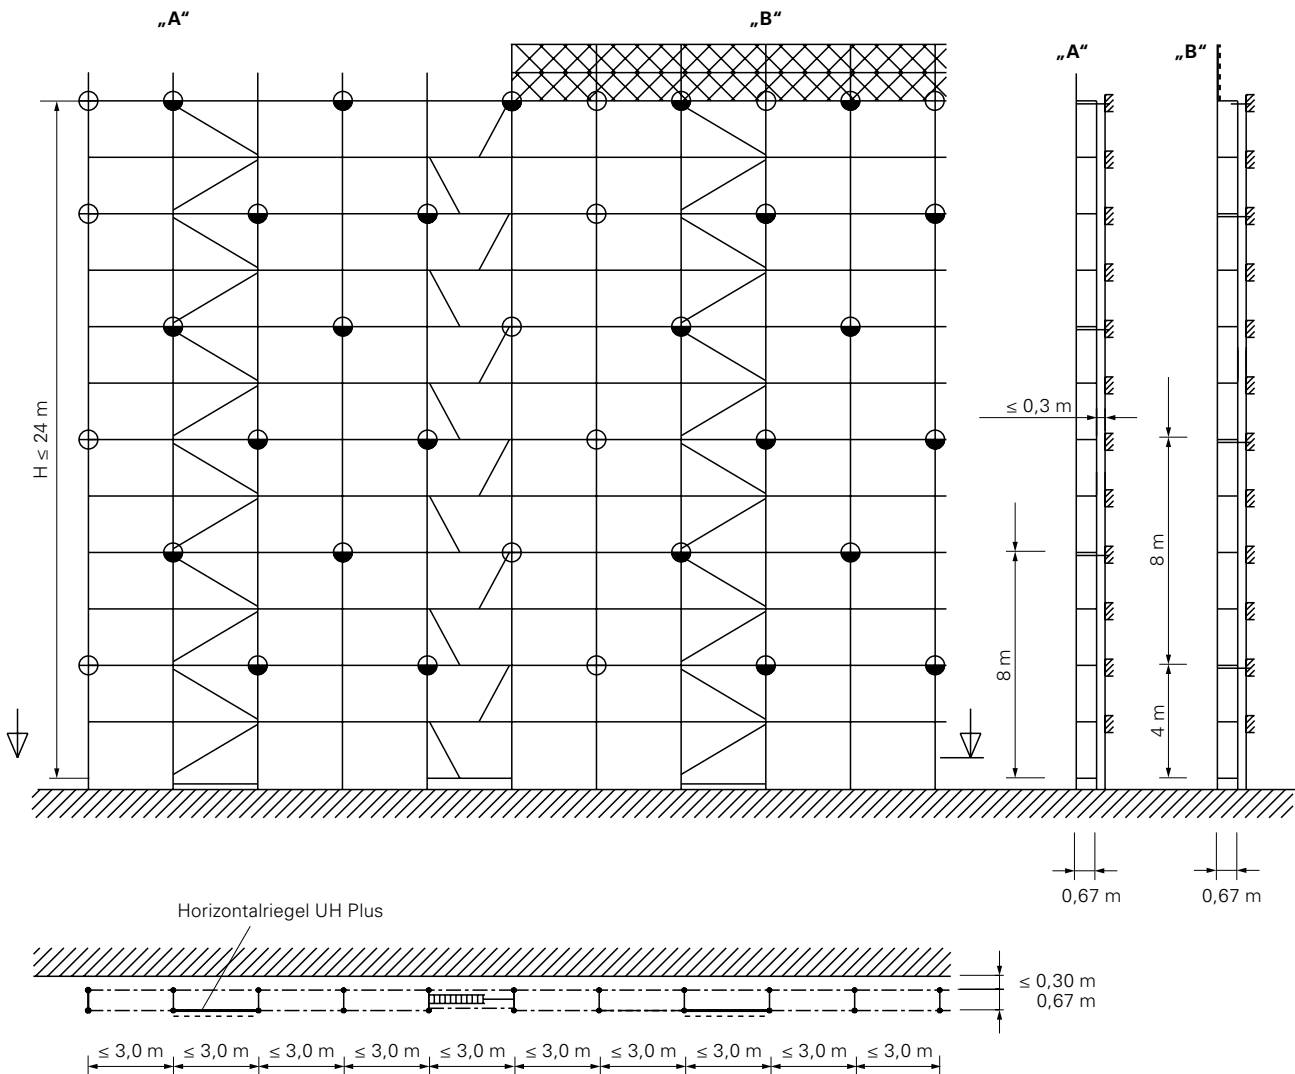 „A“
„B“
„A“
„B“
H ≤ 24 m
≤ 0,3 m
8 m
8 m
4 m
0,67 m
0,67 m
Horizontalriegel UH Plus
≤ 0,30 m
0,67 m
≤ 3,0 m
≤ 3,0 m
≤ 3,0 m
≤ 3,0 m
≤ 3,0 m
≤ 3,0 m
≤ 3,0 m
≤ 3,0 m
≤ 3,0 m
≤ 3,0 m